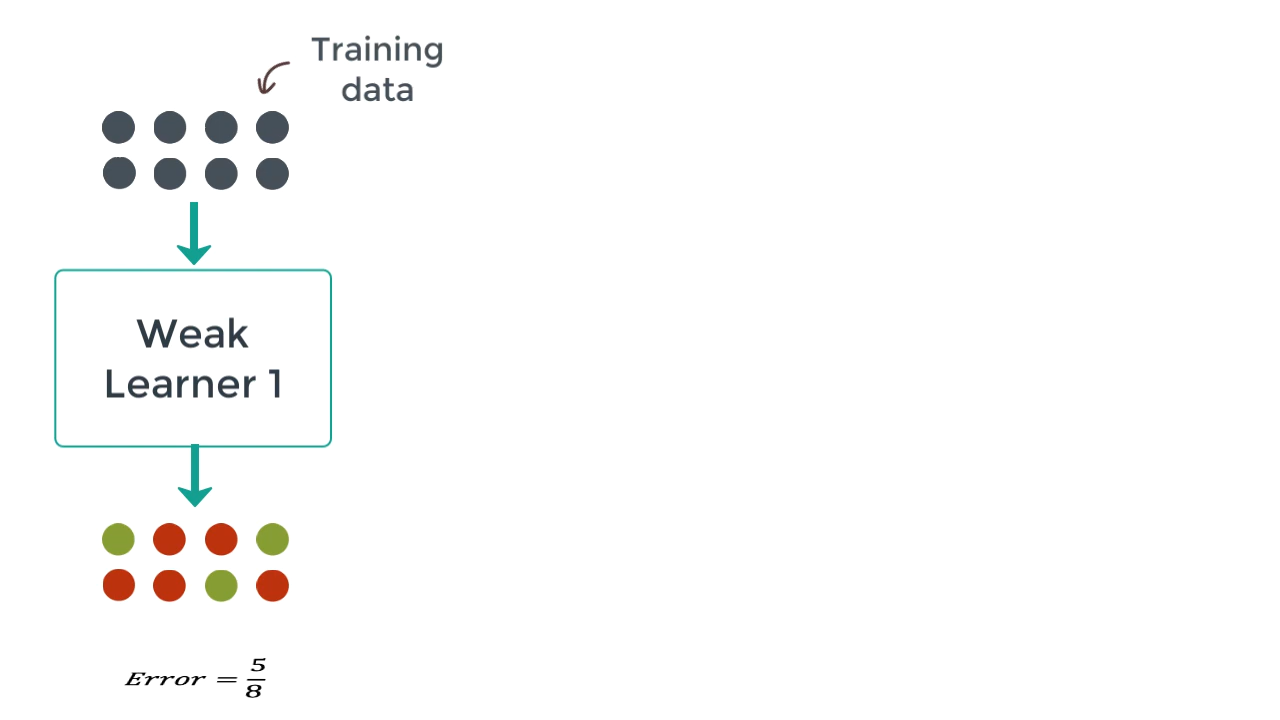 Training
data
Weak
Learner 1
Error = 5/8